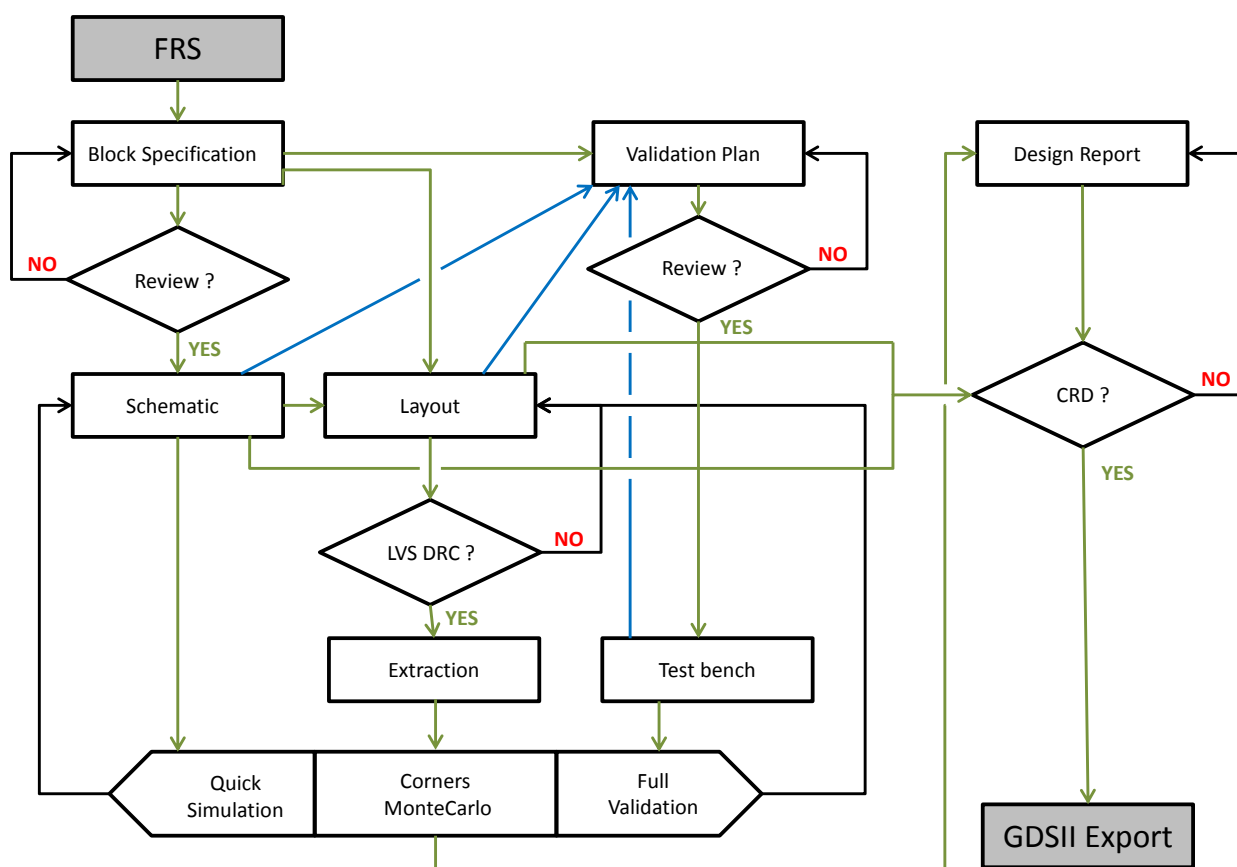 FRS
Block Specification
Validation Plan
Design Report
NO
Review ?
YES
Review ?
NO
YES
Schematic
Layout
CRD ?
NO
YES
LVS DRC ?
NO
YES
Extraction
Test bench
Quick
Simulation
Corners
MonteCarlo
Full
Validation
GDSII Export